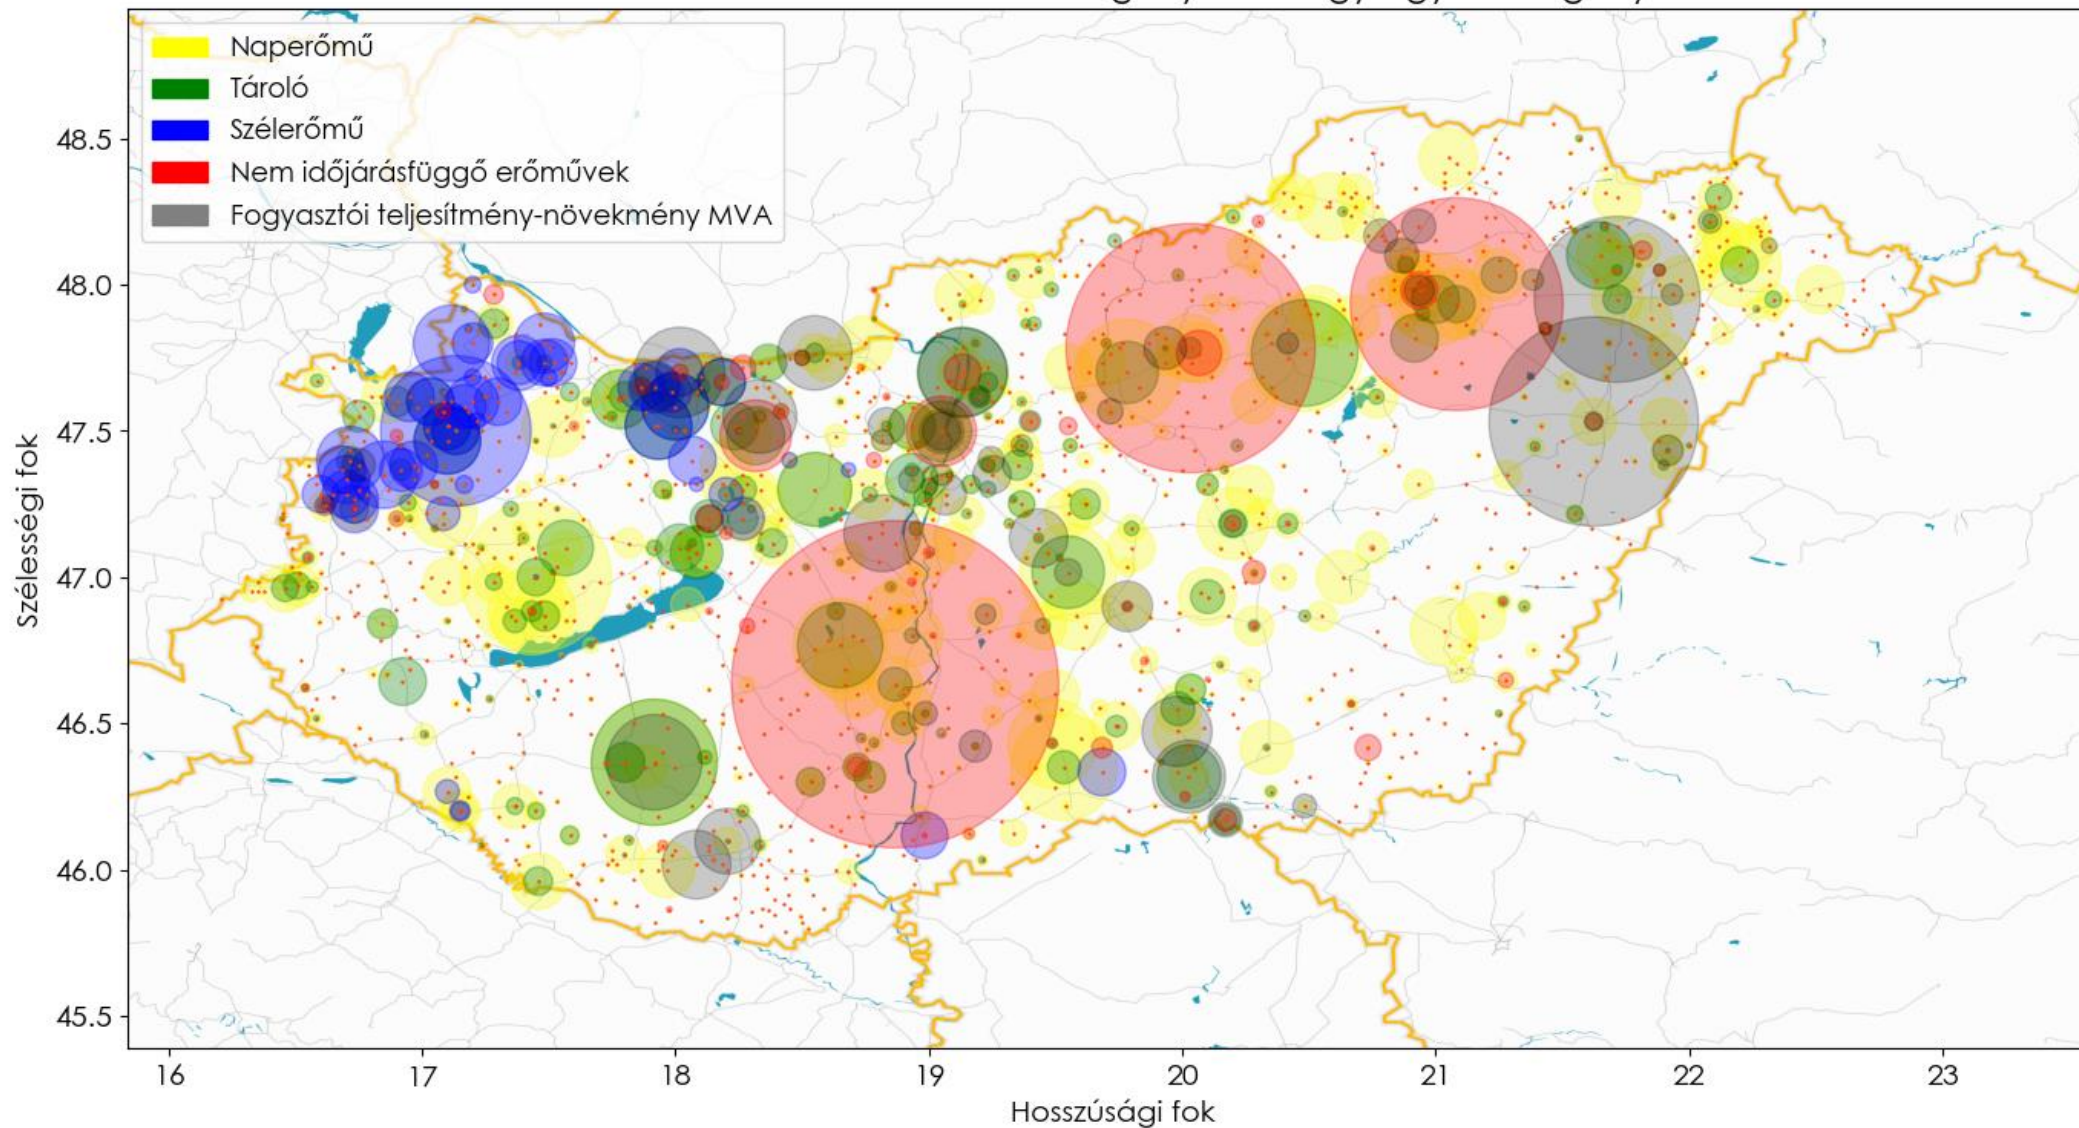 Naperőmű
Tároló
Szélerőmű
Nem időjárásfüggő erőművek
Fogyasztói teljesítmény-növekmény MVA
Szélességi fok
48.5
48.0
47.5
47.0
46.5
46.0
45.5
16 17 18 19 20 21 22 23
Hosszúsági fok